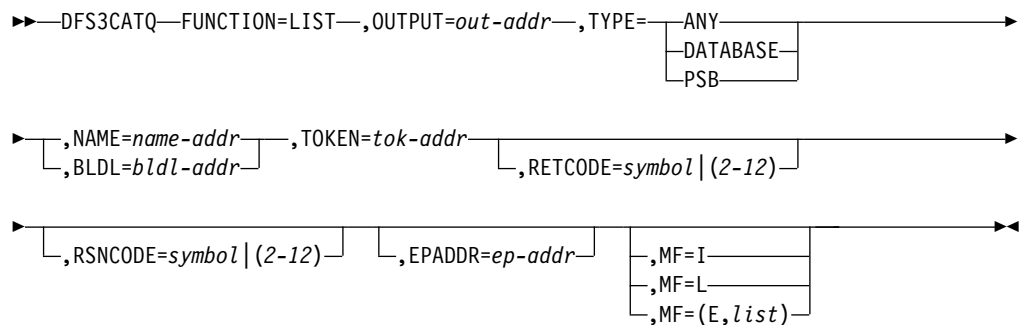 DFS3CATQ FUNCTION=LIST ,OUTPUT=out-addr ,TYPE= ANY
DATABASE
PSB
,NAME=name-addr ,TOKEN=tok-addr
,BLDL=bldl-addr ,RETCODE=symbol|(2-12)
,RSNCODE=symbol|(2-12) ,EPADDR=ep-addr ,MF=I
,MF=L
,MF=(E,list)